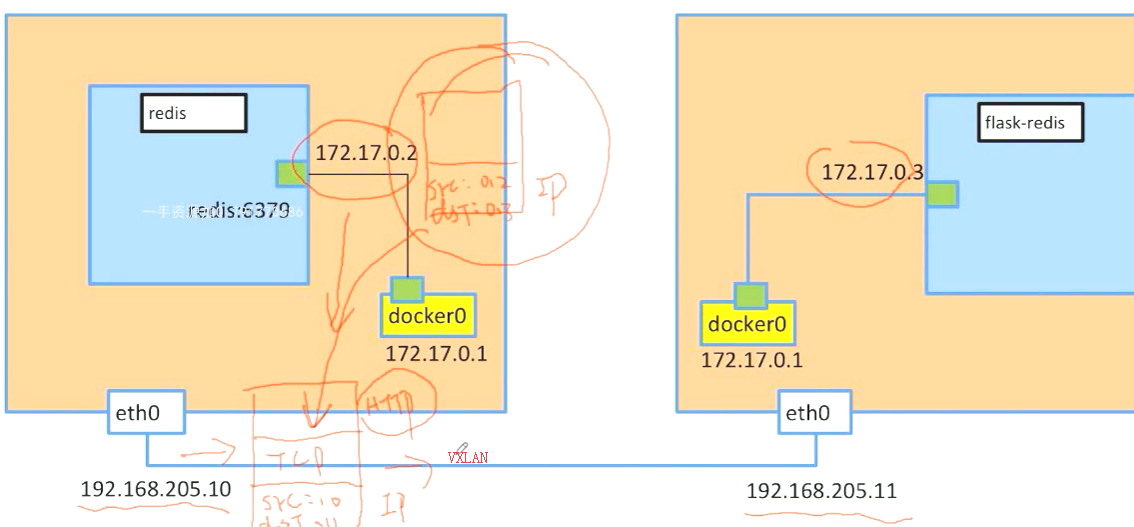 redis
172.17.0.2
redis:6379
src: 0.2
dst: 0.3
IP
docker0
172.17.0.1
eth0
HTTP
TCP
src=.10
IP
192.168.205.10
VXLAN
flask-redis
172.17.0.3
docker0
172.17.0.1
eth0
192.168.205.11